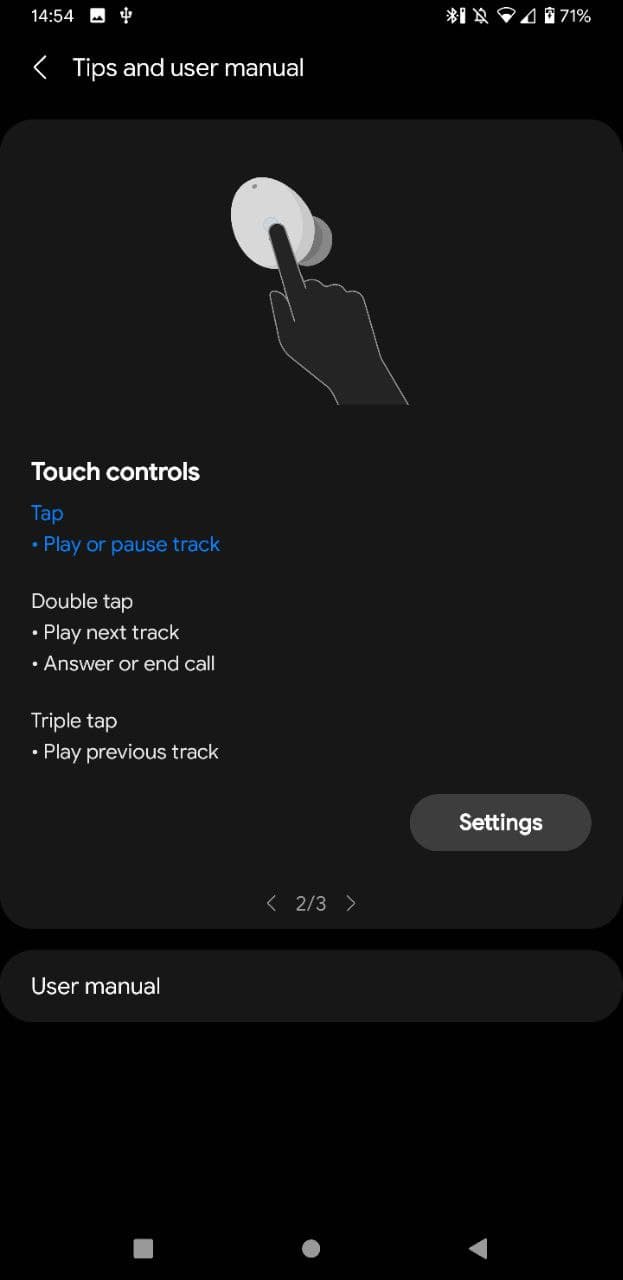 14:54
71%
Tips and user manual
Touch controls
Tap
• Play or pause track
Double tap
• Play next track
• Answer or end call
Triple tap
• Play previous track
Settings
2/3
User manual